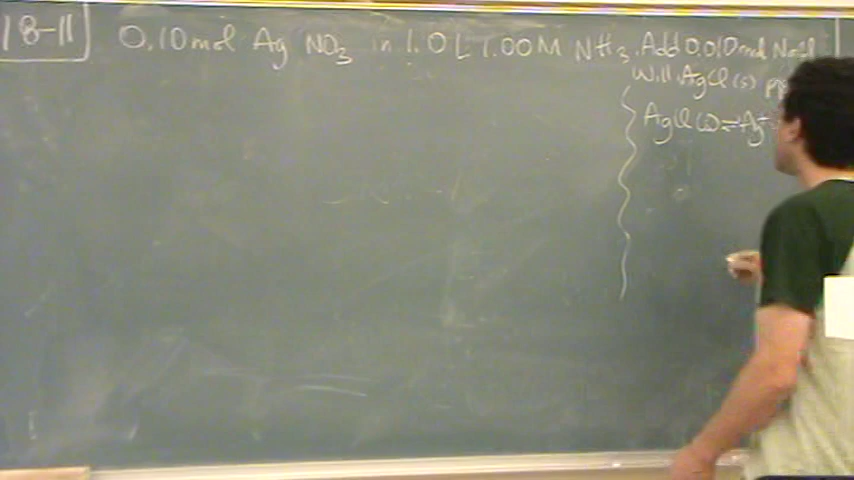 18-11
0.10 mol Ag NO₃ in 1.0 L 1.00 M NH₃. Add 0.010 mol NaCl
Will AgCl(s)
AgCl(s) ⇌ Ag⁺